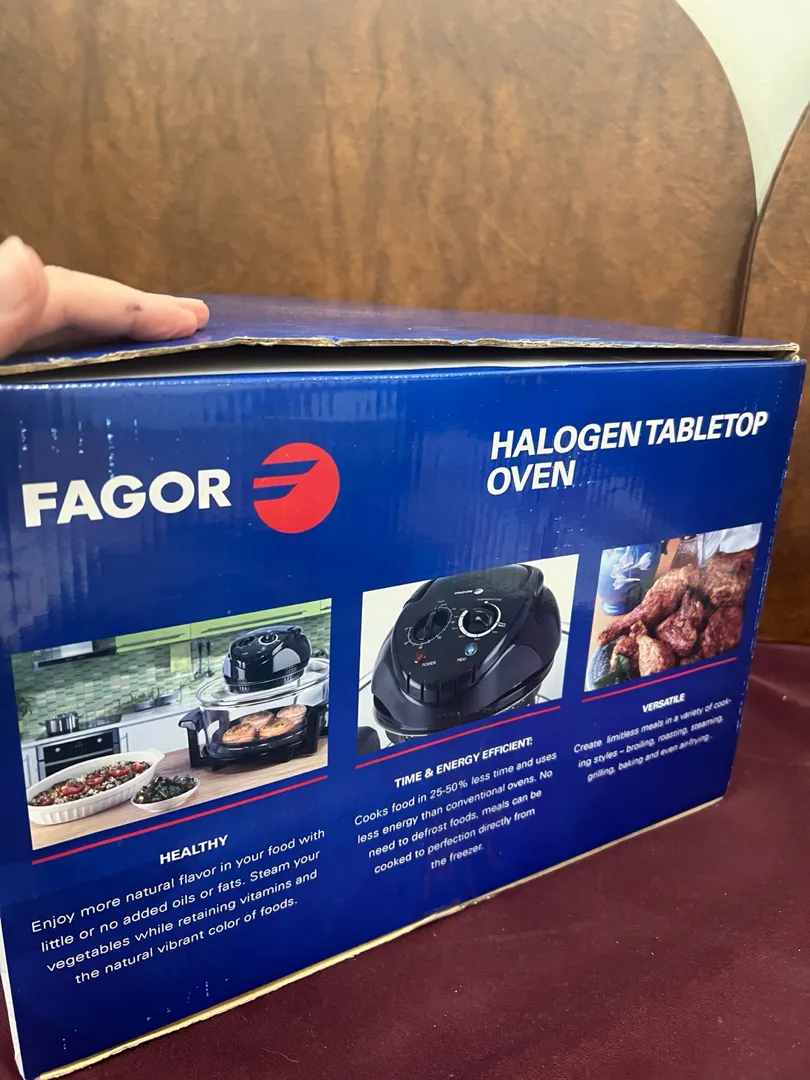 FAGOR
HALOGEN TABLETOP
OVEN
HEALTHY
Enjoy more natural flavor in your food with
little or no added oils or fats. Steam your
vegetables while retaining vitamins and
the natural vibrant color of foods.
FAGOR
POWER
HEAT
TIME & ENERGY EFFICIENT:
Cooks food in 25-50% less time and uses
less energy than conventional ovens. No
need to defrost foods, meals can be
cooked to perfection directly from
the freezer.
VERSATILE
Create limitless meals in a variety of cook-
ing styles – broiling, roasting, steaming,
grilling, baking and even air-frying.